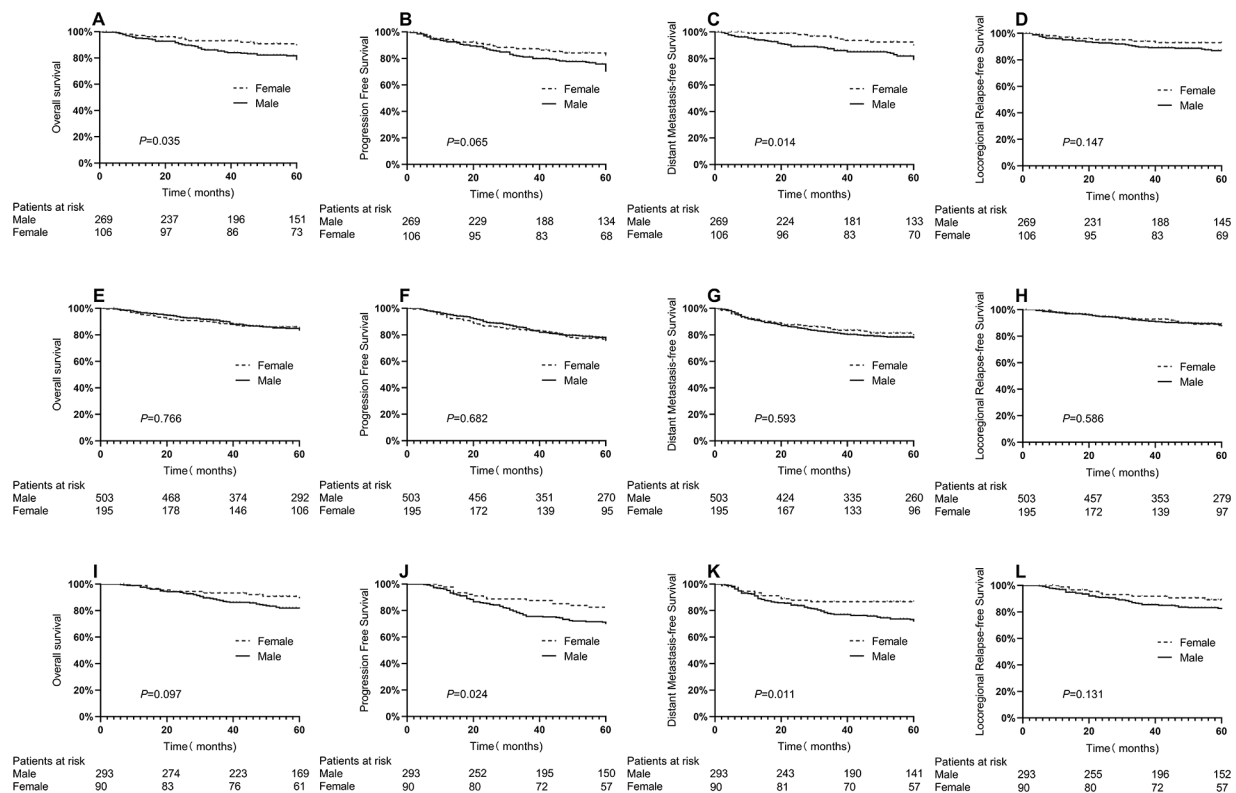 A
Overall survival
100%
80%
60%
40%
20%
0%
Female
Male
P=0.035
0 20 40 60
Time( months)
Patients at risk
Male 269 237 196 151
Female 106 97 86 73
B
Progression Free Survival
100%
80%
60%
40%
20%
0%
Female
Male
P=0.065
0 20 40 60
Time( months)
Patients at risk
Male 269 229 188 134
Female 106 95 83 68
C
Distant Metastasis-free Survival
100%
80%
60%
40%
20%
0%
Female
Male
P=0.014
0 20 40 60
Time( months)
Patients at risk
Male 269 224 181 133
Female 106 96 83 70
D
Locoregional Relapse-free Survival
100%
80%
60%
40%
20%
0%
Female
Male
P=0.147
0 20 40 60
Time( months)
Patients at risk
Male 269 231 188 145
Female 106 95 83 69
E
Overall survival
100%
80%
60%
40%
20%
0%
Female
Male
P=0.766
0 20 40 60
Time( months)
Patients at risk
Male 503 468 374 292
Female 195 178 146 106
F
Progression Free Survival
100%
80%
60%
40%
20%
0%
Female
Male
P=0.682
0 20 40 60
Time( months)
Patients at risk
Male 503 456 351 270
Female 195 172 139 95
G
Distant Metastasis-free Survival
100%
80%
60%
40%
20%
0%
Female
Male
P=0.593
0 20 40 60
Time( months)
Patients at risk
Male 503 424 335 260
Female 195 167 133 96
H
Locoregional Relapse-free Survival
100%
80%
60%
40%
20%
0%
Female
Male
P=0.586
0 20 40 60
Time( months)
Patients at risk
Male 503 457 353 279
Female 195 172 139 97
I
Overall survival
100%
80%
60%
40%
20%
0%
Female
Male
P=0.097
0 20 40 60
Time( months)
Patients at risk
Male 293 274 223 169
Female 90 83 76 61
J
Progression Free Survival
100%
80%
60%
40%
20%
0%
Female
Male
P=0.024
0 20 40 60
Time( months)
Patients at risk
Male 293 252 195 150
Female 90 80 72 57
K
Distant Metastasis-free Survival
100%
80%
60%
40%
20%
0%
Female
Male
P=0.011
0 20 40 60
Time( months)
Patients at risk
Male 293 243 190 141
Female 90 81 70 57
L
Locoregional Relapse-free Survival
100%
80%
60%
40%
20%
0%
Female
Male
P=0.131
0 20 40 60
Time( months)
Patients at risk
Male 293 255 196 152
Female 90 80 72 57